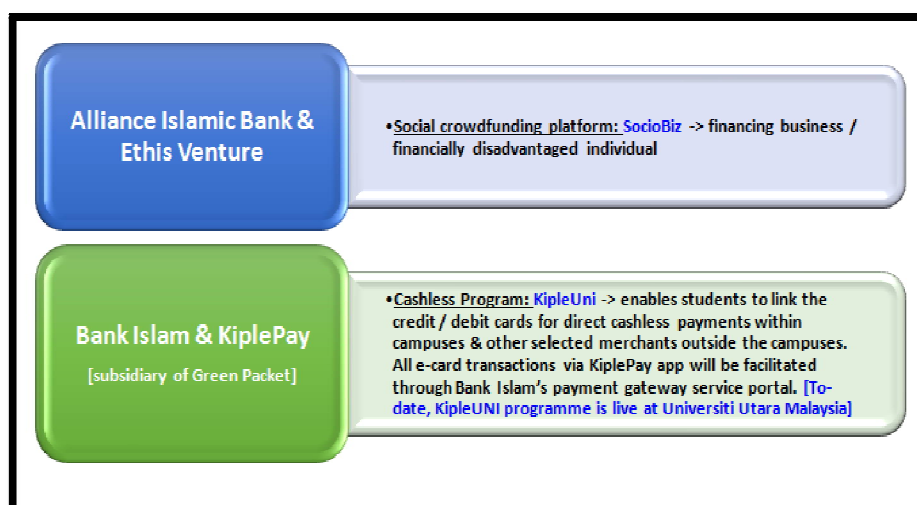 Alliance Islamic Bank &
Ethis Venture
•Social crowdfunding platform: SocioBiz -> financing business /
financially disadvantaged individual
Bank Islam & KiplePay
[subsidiary of Green Packet]
•Cashless Program: KipleUni -> enables students to link the
credit / debit cards for direct cashless payments within
campuses & other selected merchants outside the campuses.
All e-card transactions via KiplePay app will be facilitated
through Bank Islam's payment gateway service portal. [To-
date, KipleUNI programme is live at Universiti Utara Malaysia]